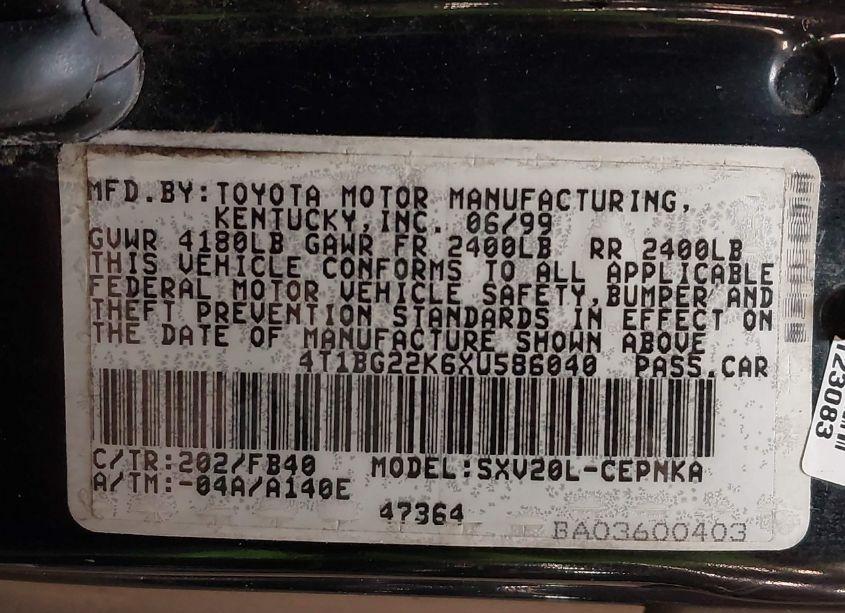 MFD.BY:TOYOTA MOTOR MANUFACTURING,
KENTUCKY,INC. 06/99
GVWR 4180LB GAWR FR 2400LB RR 2400LB
THIS VEHICLE CONFORMS TO ALL APPLICABLE
FEDERAL MOTOR VEHICLE SAFETY,BUMPER AND
THEFT PREVENTION STANDARDS IN EFFECT ON
THE DATE OF MANUFACTURE SHOWN ABOVE
4T1BG22K6XU586040 PASS.CAR
C/TR:202/FB40 MODEL:SXV20L-CEPNKA
A/TM:-04A/A140E
47364
BA03600403
123083